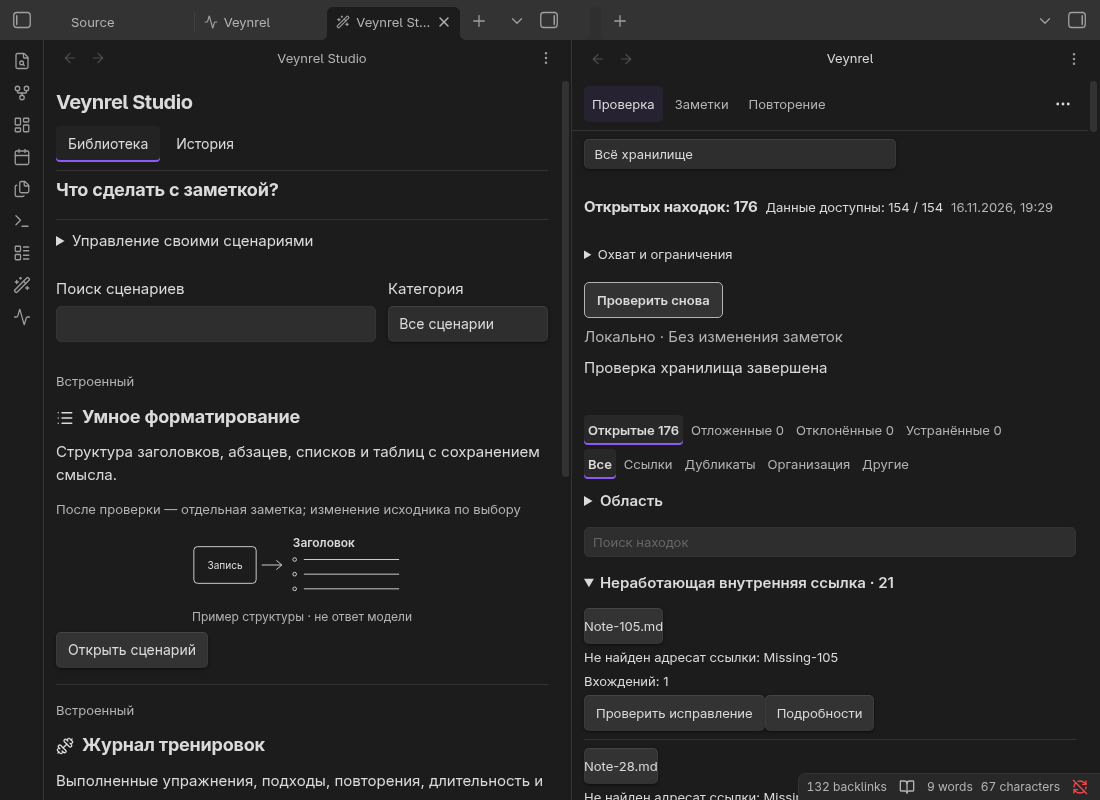 Source
Veynrel
Veynrel St...
Veynrel Studio
Veynrel Studio
Библиотека
История
Что сделать с заметкой?
Управление своими сценариями
Поиск сценариев
Категория
Все сценарии
Встроенный
Умное форматирование
Структура заголовков, абзацев, списков и таблиц с сохранением
смысла.
После проверки — отдельная заметка; изменение исходника по выбору
Запись
Заголовок
Пример структуры · не ответ модели
Открыть сценарий
Встроенный
Журнал тренировок
Выполненные упражнения, подходы, повторения, длительность и
Veynrel
Проверка
Заметки
Повторение
Всё хранилище
Открытых находок: 176 Данные доступны: 154 / 154 16.11.2026, 19:29
Охват и ограничения
Проверить снова
Локально · Без изменения заметок
Проверка хранилища завершена
Открытые 176 Отложенные 0 Отклонённые 0 Устранённые 0
Все Ссылки Дубликаты Организация Другие
Область
Поиск находок
Неработающая внутренняя ссылка · 21
Note-105.md
Не найден адресат ссылки: Missing-105
Вхождений: 1
Проверить исправление
Подробности
Note-28.md
Не найден адресат ссылки:
132 backlinks
9 words
67 characters